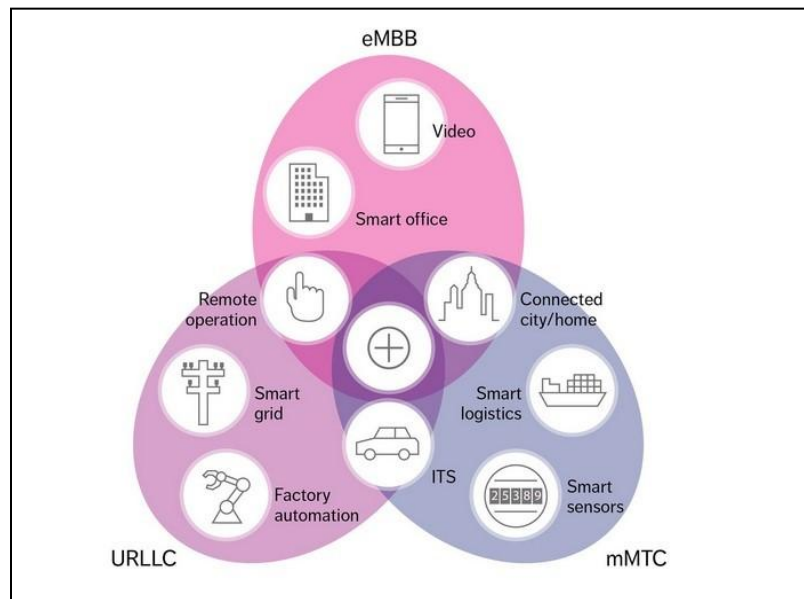 eMBB
Video
Smart office
Remote
operation
Connected
city/home
Smart
grid
Smart
logistics
ITS
Factory
automation
25389
Smart
sensors
URLLC
mMTC